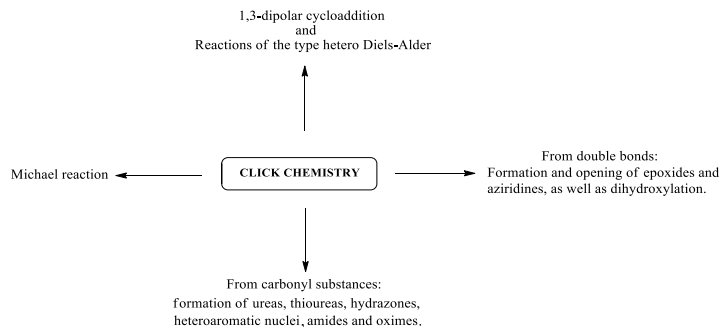 1,3-dipolar cycloaddition
and
Reactions of the type hetero Diels-Alder
Michael reaction
CLICK CHEMISTRY
From double bonds:
Formation and opening of epoxides and
aziridines, as well as dihydroxylation.
From carbonyl substances:
formation of ureas, thioureas, hydrazones,
heteroaromatic nuclei, amides and oximes.